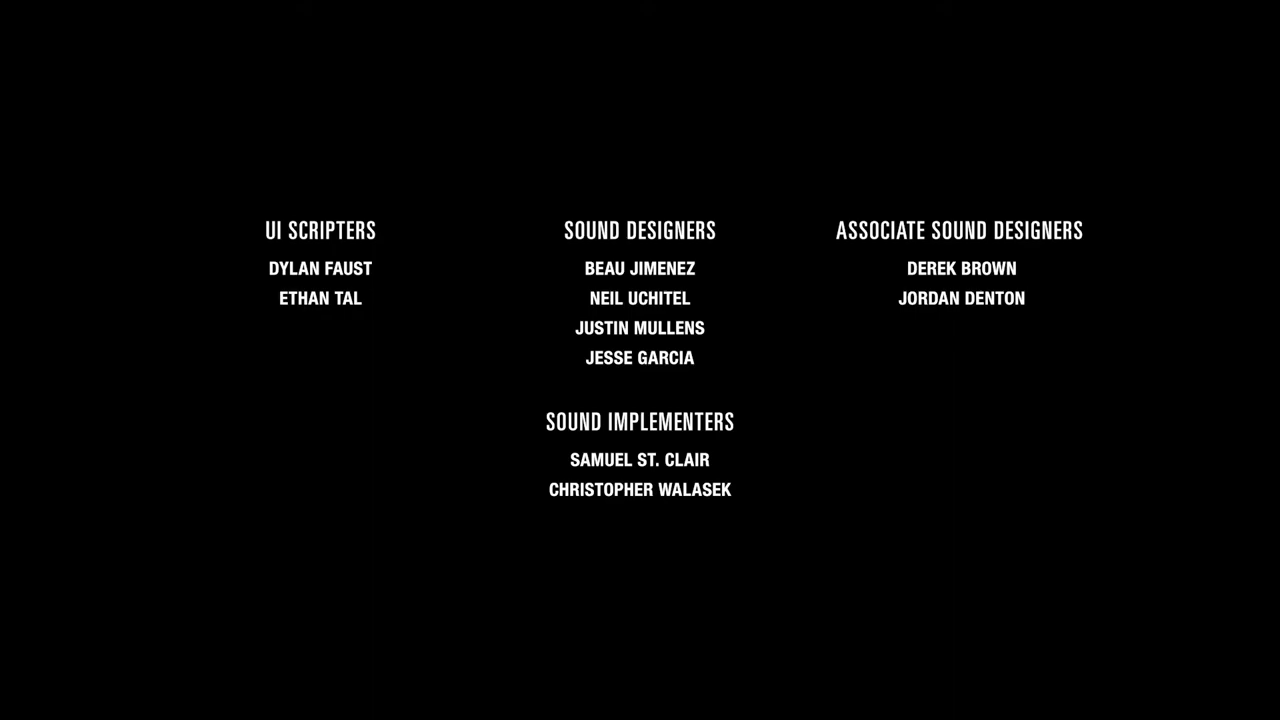 UI SCRIPTERS
DYLAN FAUST
ETHAN TAL
SOUND DESIGNERS
BEAU JIMENEZ
NEIL UCHITEL
JUSTIN MULLENS
JESSE GARCIA
SOUND IMPLEMENTERS
SAMUEL ST. CLAIR
CHRISTOPHER WALASEK
ASSOCIATE SOUND DESIGNERS
DEREK BROWN
JORDAN DENTON